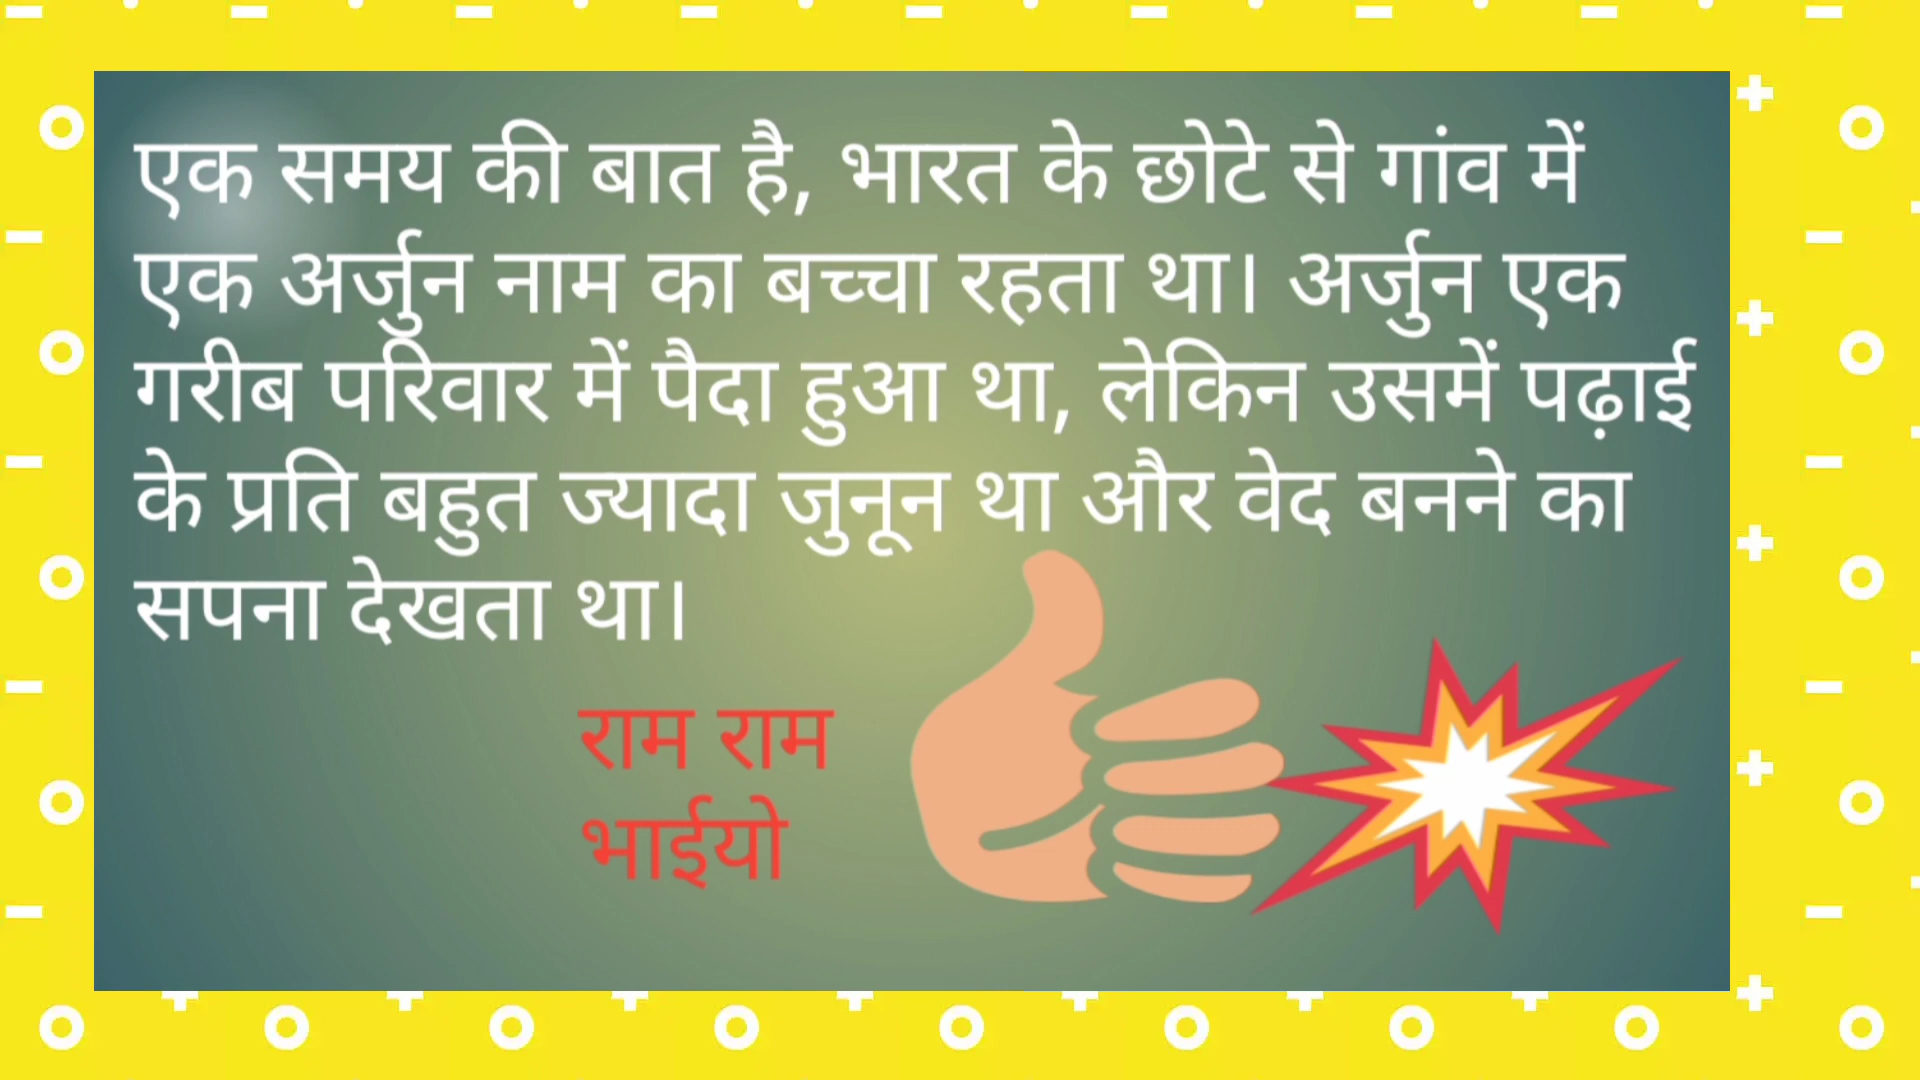 एक समय की बात है, भारत के छोटे से गांव में
एक अर्जुन नाम का बच्चा रहता था। अर्जुन एक
गरीब परिवार में पैदा हुआ था, लेकिन उसमें पढ़ाई
के प्रति बहुत ज्यादा जुनून था और वेद बनने का
सपना देखता था।
राम राम
भाईयो